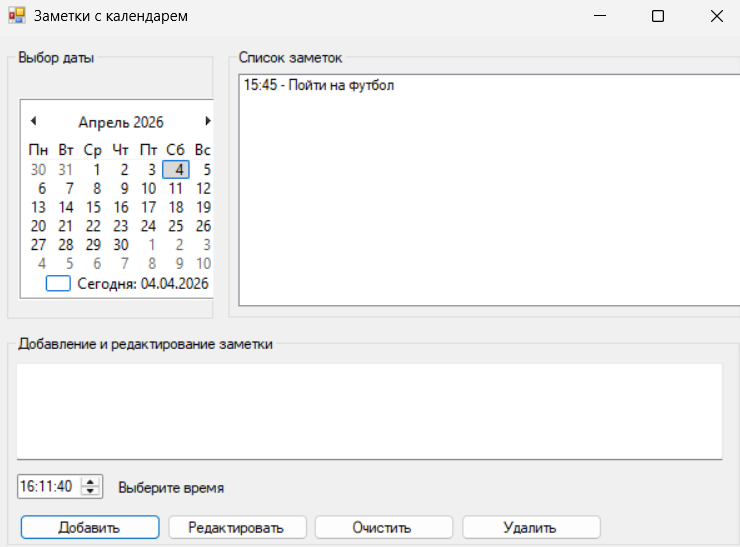 Заметки с календарем
Выбор даты
Список заметок
15:45 - Пойти на футбол
Апрель 2026
Пн Вт Ср Чт Пт Сб Вс
30 31 1 2 3 4 5
6 7 8 9 10 11 12
13 14 15 16 17 18 19
20 21 22 23 24 25 26
27 28 29 30 1 2 3
4 5 6 7 8 9 10
Сегодня: 04.04.2026
Добавление и редактирование заметки
16:11:40 Выберите время
Добавить Редактировать Очистить Удалить